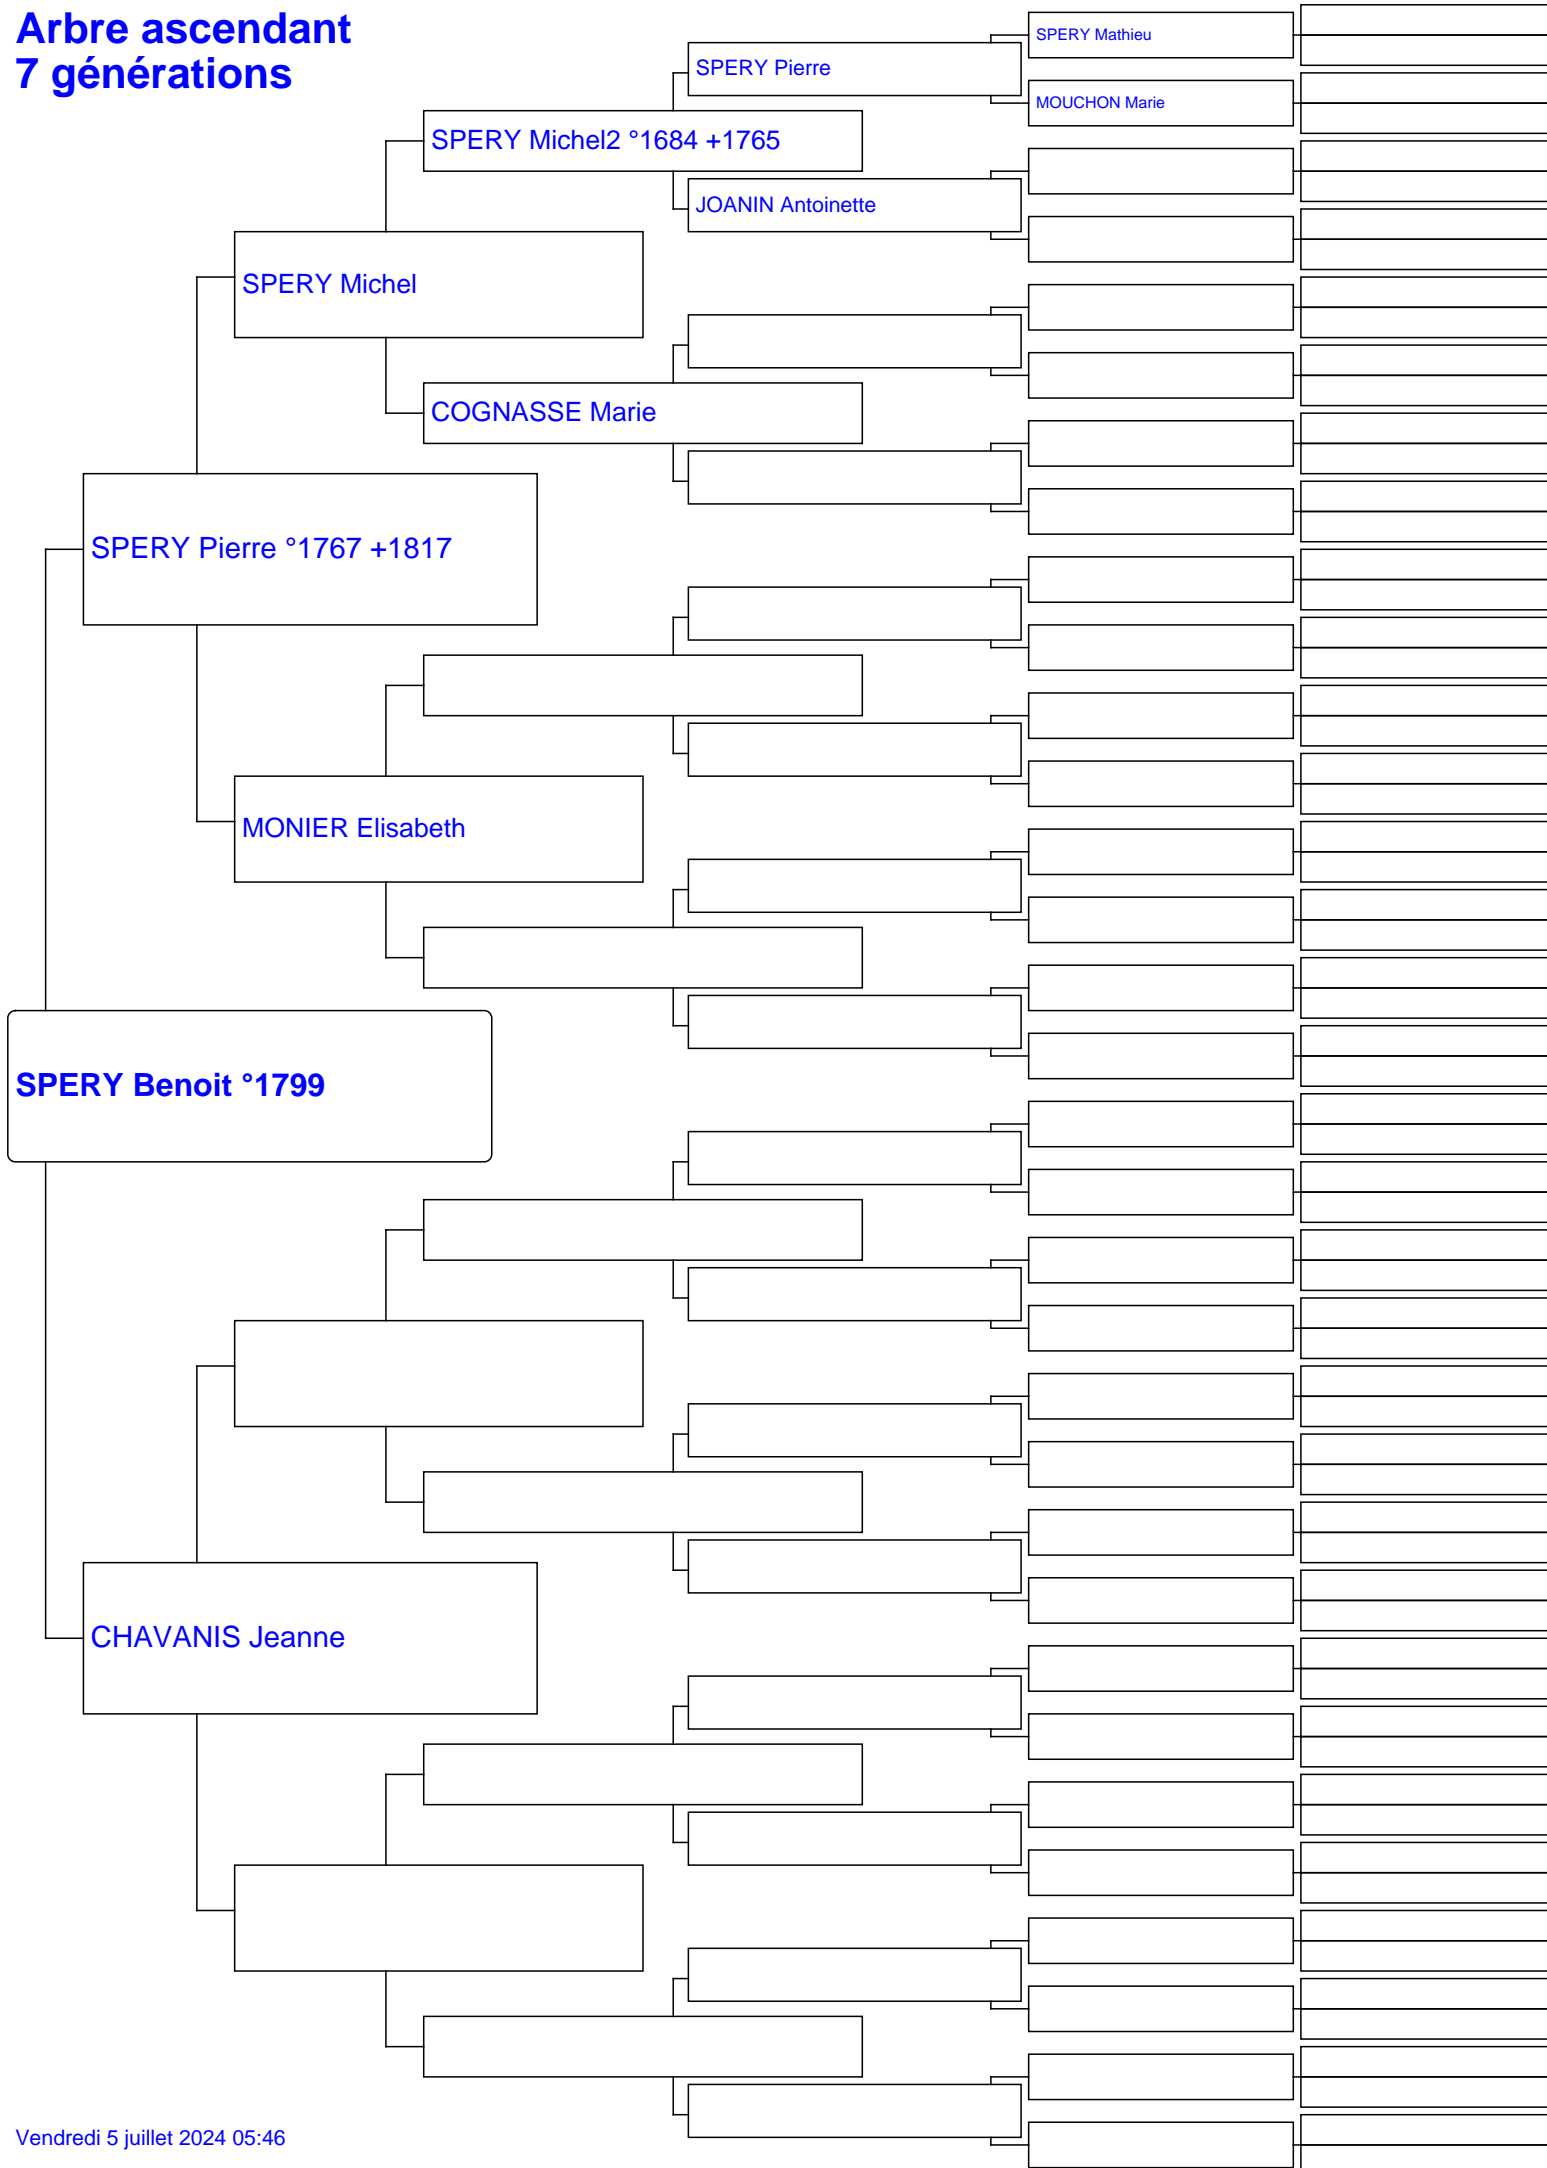 Arbre ascendant
7 générations
SPERY Mathieu
SPERY Pierre
MOUCHON Marie
SPERY Michel2 °1684 +1765
JOANIN Antoinette
SPERY Michel
COGNASSE Marie
SPERY Pierre °1767 +1817
MONIER Elisabeth
SPERY Benoit °1799
CHAVANIS Jeanne
Vendredi 5 juillet 2024 05:46